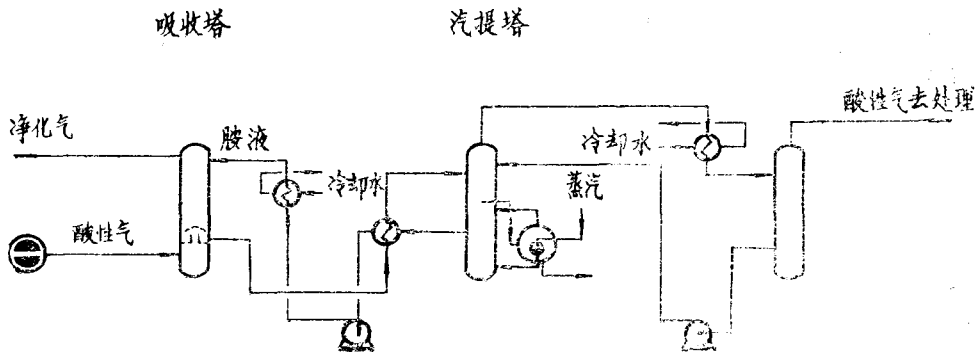 吸收塔
汽提塔
酸性气去处理
净化气
胺液
冷却水
冷却水
蒸汽
酸性气